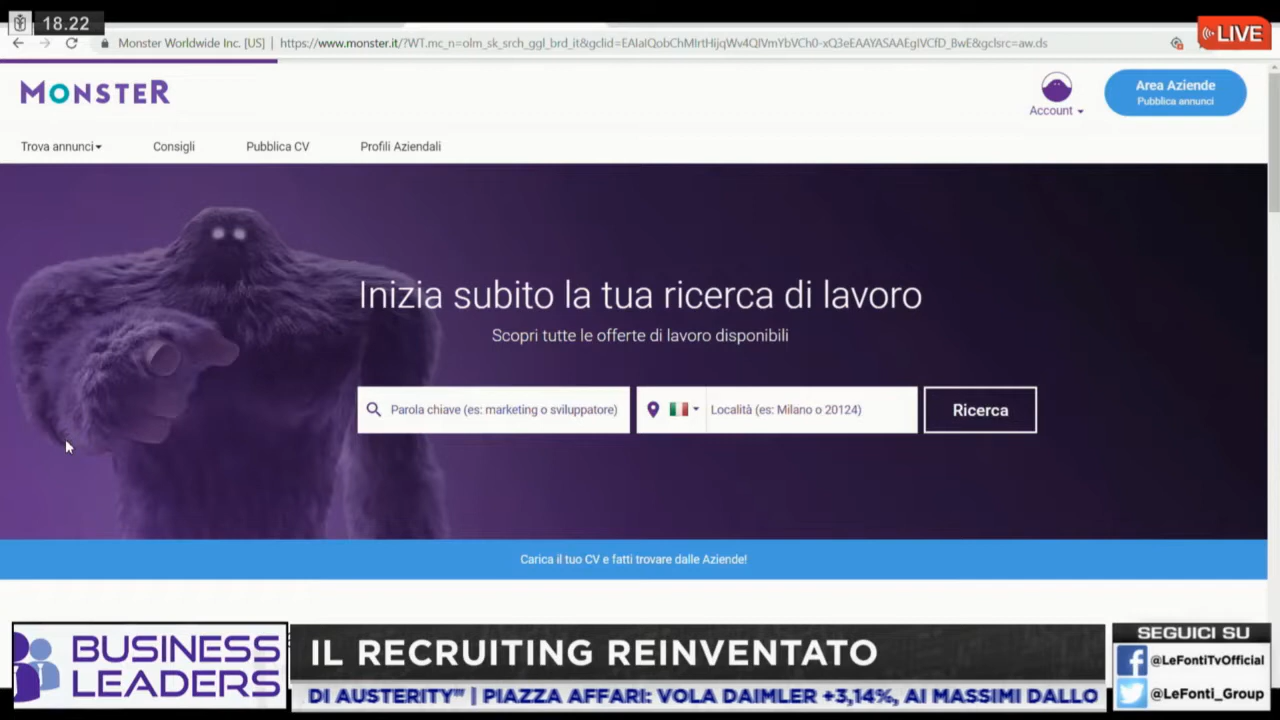 18.22
LIVE
Monster Worldwide Inc. [US] | https://www.monster.it/?WT.mc_n=olm_sk_srch_ggl_brd_it&gclid=EAIaIQobChMIrtHijqWv4QIVmYbVCh0-xQ3eEAAYASAAEgIVCfD_BwE&gclsrc=aw.ds
MONSTER
Account
Area Aziende
Pubblica annunci
Trova annunci Consigli Pubblica CV Profili Aziendali
Inizia subito la tua ricerca di lavoro
Scopri tutte le offerte di lavoro disponibili
Parola chiave (es: marketing o sviluppatore)
Località (es: Milano o 20124)
Ricerca
Carica il tuo CV e fatti trovare dalle Aziende!
BUSINESS
LEADERS
IL RECRUITING REINVENTATO
DI AUSTERITY" | PIAZZA AFFARI: VOLA DAIMLER +3,14%, AI MASSIMI DALLO
SEGUICI SU
@LeFontiTvOfficial
@LeFonti_Group